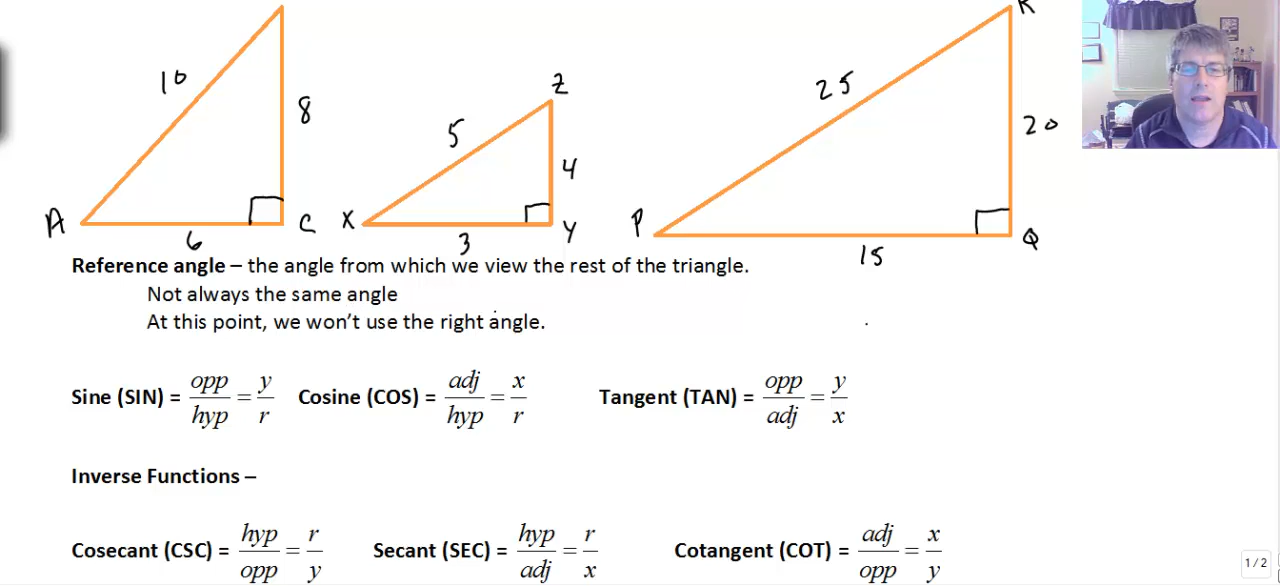 10
8
A
6
C
Z
5
4
X
3
Y
25
R
20
P
15
Q
Reference angle – the angle from which we view the rest of the triangle.
Not always the same angle
At this point, we won't use the right angle.
Sine (SIN) = opp/hyp = y/r Cosine (COS) = adj/hyp = x/r Tangent (TAN) = opp/adj = y/x
Inverse Functions –
Cosecant (CSC) = hyp/opp = r/y Secant (SEC) = hyp/adj = r/x Cotangent (COT) = adj/opp = x/y
1 / 2